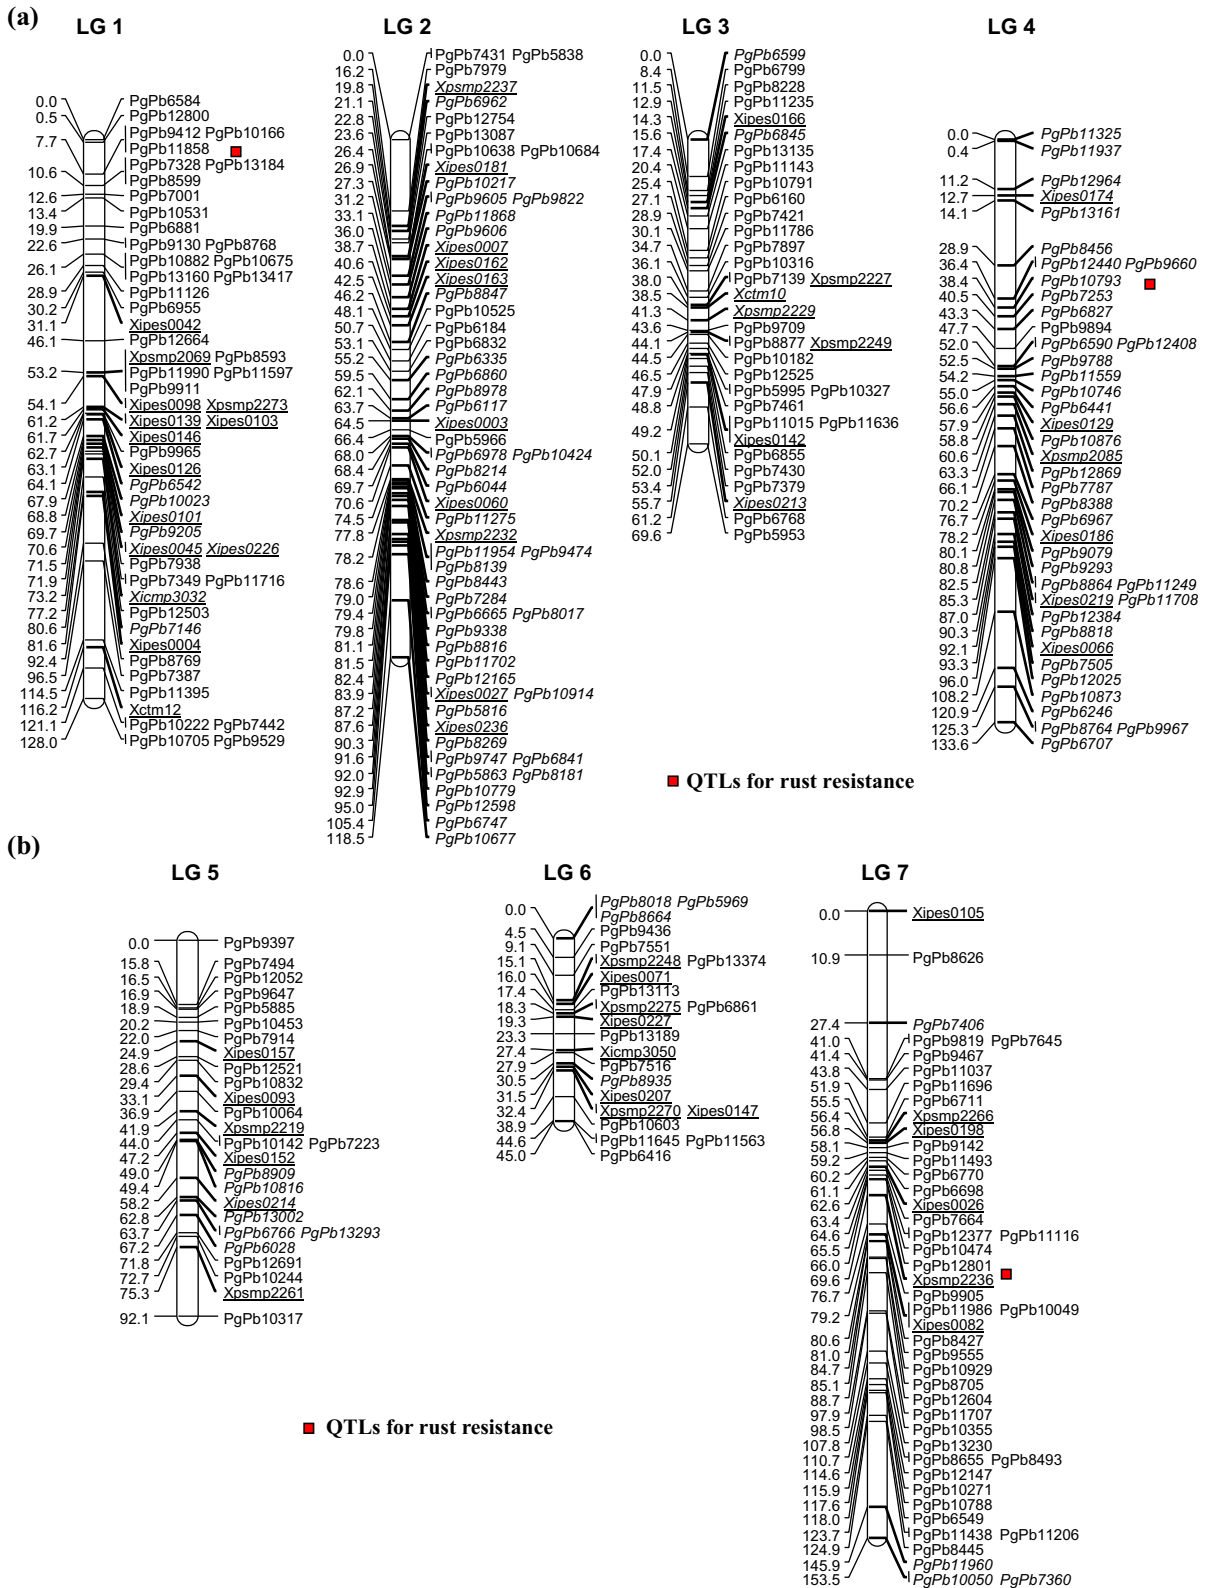 (a)
LG 1
0.0 PgPb6584
0.5 PgPb12800
7.7 PgPb9412 PgPb10166
PgPb11858
10.6 PgPb7328 PgPb13184
PgPb8599
12.6 PgPb7001
13.4 PgPb10531
19.9 PgPb6881
22.6 PgPb9130 PgPb8768
26.1 PgPb10882 PgPb10675
PgPb13160 PgPb13417
28.9 PgPb11126
30.2 PgPb6955
31.1 Xipes0042
46.1 PgPb12664
53.2 Xpsmp2069 PgPb8593
PgPb11990 PgPb11597
PgPb9911
54.1 Xipes0098 Xpsmp2273
61.2 Xipes0139 Xipes0103
61.7 Xipes0146
62.7 PgPb9965
63.1 Xipes0126
64.1 PgPb6542
67.9 PgPb10023
68.8 Xipes0101
69.7 PgPb9205
70.6 Xipes0045 Xipes0226
71.5 PgPb7938
71.9 PgPb7349 PgPb11716
73.2 Xicmp3032
77.2 PgPb12503
80.6 PgPb7146
81.6 Xipes0004
92.4 PgPb8769
96.5 PgPb7387
114.5 PgPb11395
116.2 Xctm12
121.1 PgPb10222 PgPb7442
128.0 PgPb10705 PgPb9529
LG 2
0.0 PgPb7431 PgPb5838
16.2 PgPb7979
19.8 Xpsmp2237
21.1 PgPb6962
22.8 PgPb12754
23.6 PgPb13087
26.4 PgPb10638 PgPb10684
26.9 Xipes0181
27.3 PgPb10217
31.2 PgPb9605 PgPb9822
33.1 PgPb11868
36.0 PgPb9606
38.7 Xipes0007
40.6 Xipes0162
42.5 Xipes0163
46.2 PgPb8847
48.1 PgPb10525
50.7 PgPb6184
53.1 PgPb6832
55.2 PgPb6335
59.5 PgPb6860
62.1 PgPb8978
63.7 PgPb6117
64.5 Xipes0003
66.4 PgPb5966
68.0 PgPb6978 PgPb10424
68.4 PgPb8214
69.7 PgPb6044
70.6 Xipes0060
74.5 PgPb11275
77.8 Xpsmp2232
78.2 PgPb11954 PgPb9474
PgPb8139
78.6 PgPb8443
79.0 PgPb7284
79.4 PgPb6665 PgPb8017
79.8 PgPb9338
81.1 PgPb8816
81.5 PgPb11702
82.4 PgPb12165
83.9 Xipes0027 PgPb10914
87.2 PgPb5816
87.6 Xipes0236
90.3 PgPb8269
91.6 PgPb9747 PgPb6841
92.0 PgPb5863 PgPb8181
92.9 PgPb10779
95.0 PgPb12598
105.4 PgPb6747
118.5 PgPb10677
LG 3
0.0 PgPb6599
8.4 PgPb6799
11.5 PgPb8228
12.9 PgPb11235
14.3 Xipes0166
15.6 PgPb6845
17.4 PgPb13135
20.4 PgPb11143
25.4 PgPb10791
27.1 PgPb6160
28.9 PgPb7421
30.1 PgPb11786
34.7 PgPb7897
36.1 PgPb10316
38.0 PgPb7139 Xpsmp2227
38.5 Xctm10
41.3 Xpsmp2229
43.6 PgPb9709
44.1 PgPb8877 Xpsmp2249
44.5 PgPb10182
46.5 PgPb12525
47.9 PgPb5995 PgPb10327
48.8 PgPb7461
49.2 PgPb11015 PgPb11636
Xipes0142
50.1 PgPb6855
52.0 PgPb7430
53.4 PgPb7379
55.7 Xipes0213
61.2 PgPb6768
69.6 PgPb5953
LG 4
0.0 PgPb11325
0.4 PgPb11937
11.2 PgPb12964
12.7 Xipes0174
14.1 PgPb13161
28.9 PgPb8456
36.4 PgPb12440 PgPb9660
38.4 PgPb10793
40.5 PgPb7253
43.3 PgPb6827
47.7 PgPb9894
52.0 PgPb6590 PgPb12408
52.5 PgPb9788
54.2 PgPb11559
55.0 PgPb10746
56.6 PgPb6441
57.9 Xipes0129
58.8 PgPb10876
60.6 Xpsmp2085
63.3 PgPb12869
66.1 PgPb7787
70.2 PgPb8388
76.7 PgPb6967
78.2 Xipes0186
80.1 PgPb9079
80.8 PgPb9293
82.5 PgPb8864 PgPb11249
85.3 Xipes0219 PgPb11708
87.0 PgPb12384
90.3 PgPb8818
92.1 Xipes0066
93.3 PgPb7505
96.0 PgPb12025
108.2 PgPb10873
120.9 PgPb6246
125.3 PgPb8764 PgPb9967
133.6 PgPb6707
QTLs for rust resistance
(b)
LG 5
0.0 PgPb9397
15.8 PgPb7494
16.5 PgPb12052
16.9 PgPb9647
18.9 PgPb5885
20.2 PgPb10453
22.0 PgPb7914
24.9 Xipes0157
28.6 PgPb12521
29.4 PgPb10832
33.1 Xipes0093
36.9 PgPb10064
41.9 Xpsmp2219
44.0 PgPb10142 PgPb7223
47.2 Xipes0152
49.0 PgPb8909
49.4 PgPb10816
58.2 Xipes0214
62.8 PgPb13002
63.7 PgPb6766 PgPb13293
67.2 PgPb6028
71.8 PgPb12691
72.7 PgPb10244
75.3 Xpsmp2261
92.1 PgPb10317
LG 6
0.0 PgPb8018 PgPb5969
PgPb8664
4.5 PgPb9436
9.1 PgPb7551
15.1 Xpsmp2248 PgPb13374
16.0 Xipes0071
17.4 PgPb13113
18.3 Xpsmp2275 PgPb6861
19.3 Xipes0227
23.3 PgPb13189
27.4 Xicmp3050
27.9 PgPb7516
30.5 PgPb8935
31.5 Xipes0207
32.4 Xpsmp2270 Xipes0147
38.9 PgPb10603
44.6 PgPb11645 PgPb11563
45.0 PgPb6416
LG 7
0.0 Xipes0105
10.9 PgPb8626
27.4 PgPb7406
41.0 PgPb9819 PgPb7645
41.4 PgPb9467
43.8 PgPb11037
51.9 PgPb11696
55.5 PgPb6711
56.4 Xpsmp2266
56.8 Xipes0198
58.1 PgPb9142
59.2 PgPb11493
60.2 PgPb6770
61.1 PgPb6698
62.6 Xipes0026
63.4 PgPb7664
64.6 PgPb12377 PgPb11116
65.5 PgPb10474
66.0 PgPb12801
69.6 Xpsmp2236
76.7 PgPb9905
79.2 PgPb11986 PgPb10049
Xipes0082
80.6 PgPb8427
81.0 PgPb9555
84.7 PgPb10929
85.1 PgPb8705
88.7 PgPb12604
97.9 PgPb11707
98.5 PgPb10355
107.8 PgPb13230
110.7 PgPb8655 PgPb8493
114.6 PgPb12147
115.9 PgPb10271
117.6 PgPb10788
118.0 PgPb6549
123.7 PgPb11438 PgPb11206
124.9 PgPb8445
145.9 PgPb11960
153.5 PgPb10050 PgPb7360
QTLs for rust resistance